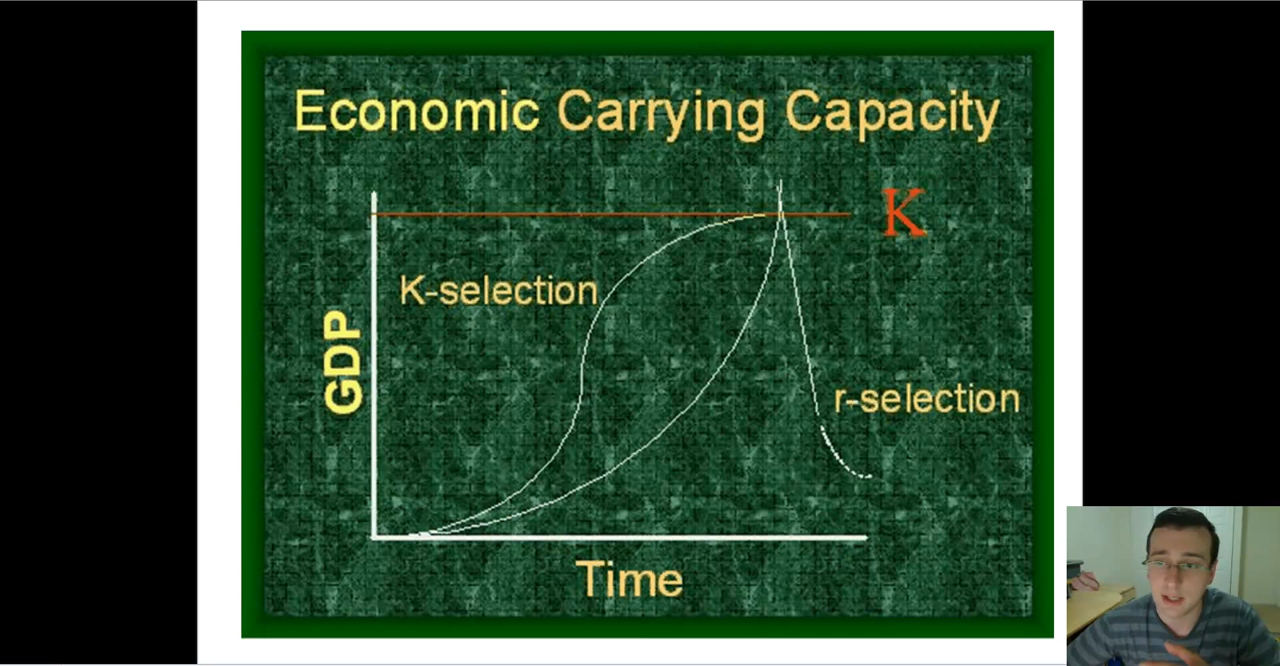 Economic Carrying Capacity
K
K-selection
GDP
r-selection
Time